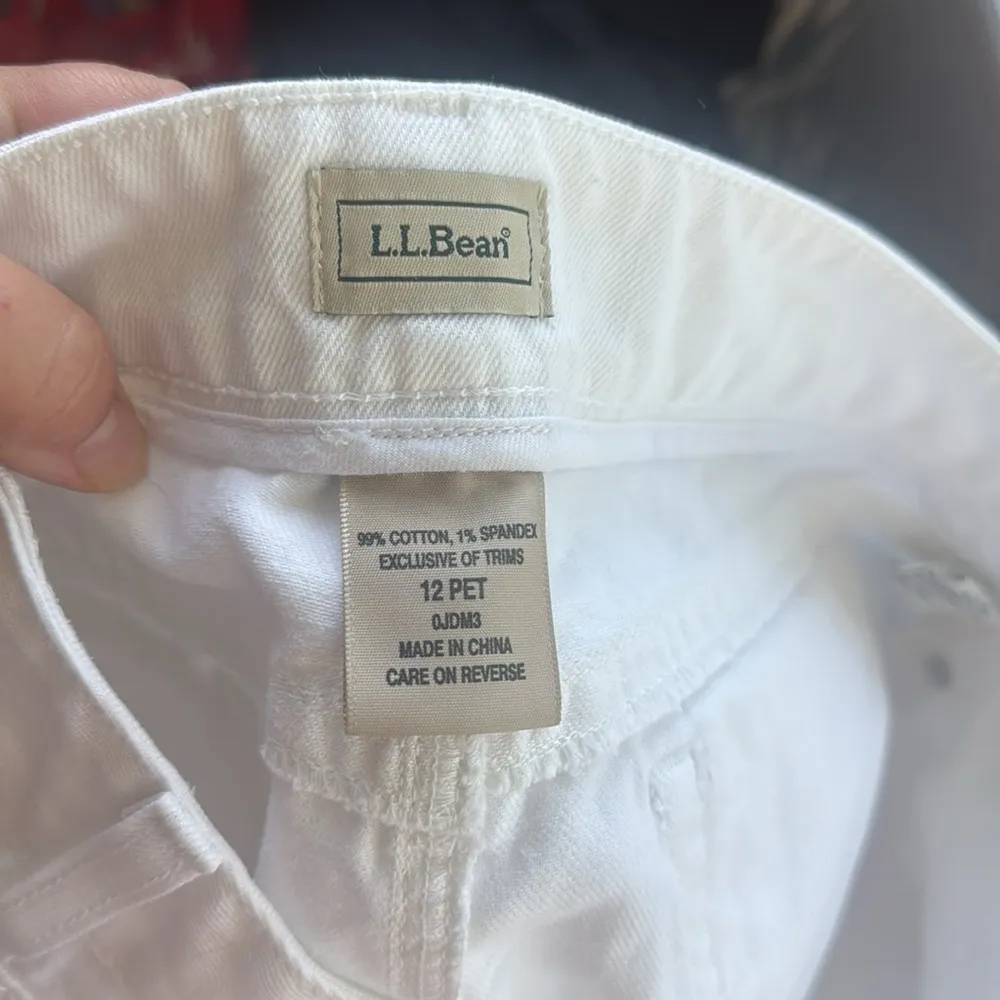 L.L.Bean®
99% COTTON, 1% SPANDEX
EXCLUSIVE OF TRIMS
12 PET
0JDM3
MADE IN CHINA
CARE ON REVERSE